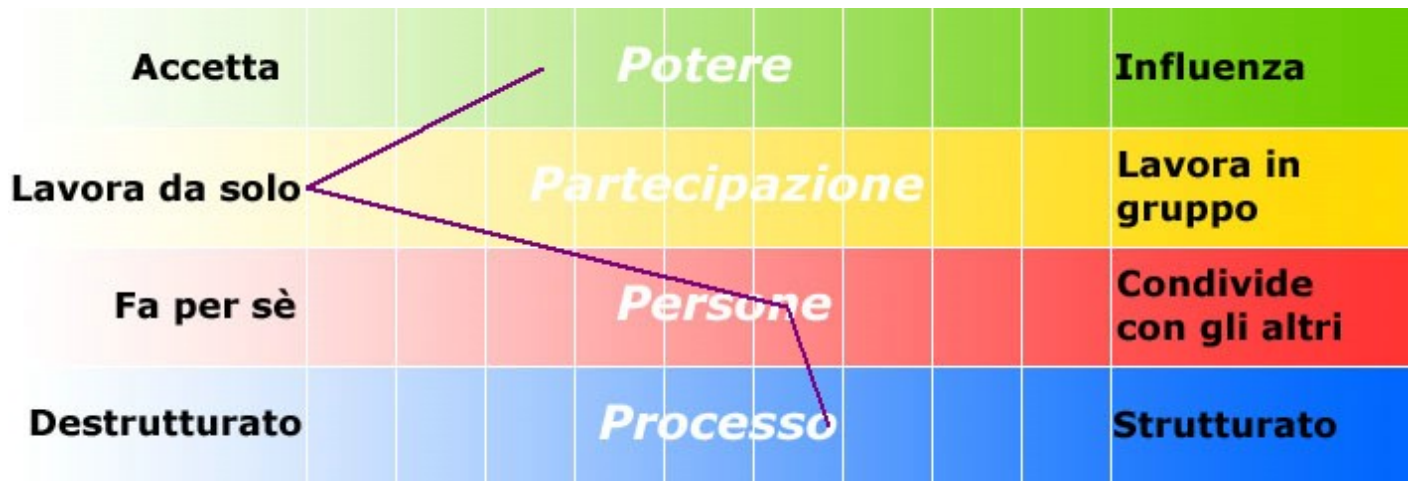 Accetta Potere Influenza
Lavora da solo Partecipazione Lavora in
gruppo
Fa per sè Persone Condivide
con gli altri
Destrutturato Processo Strutturato